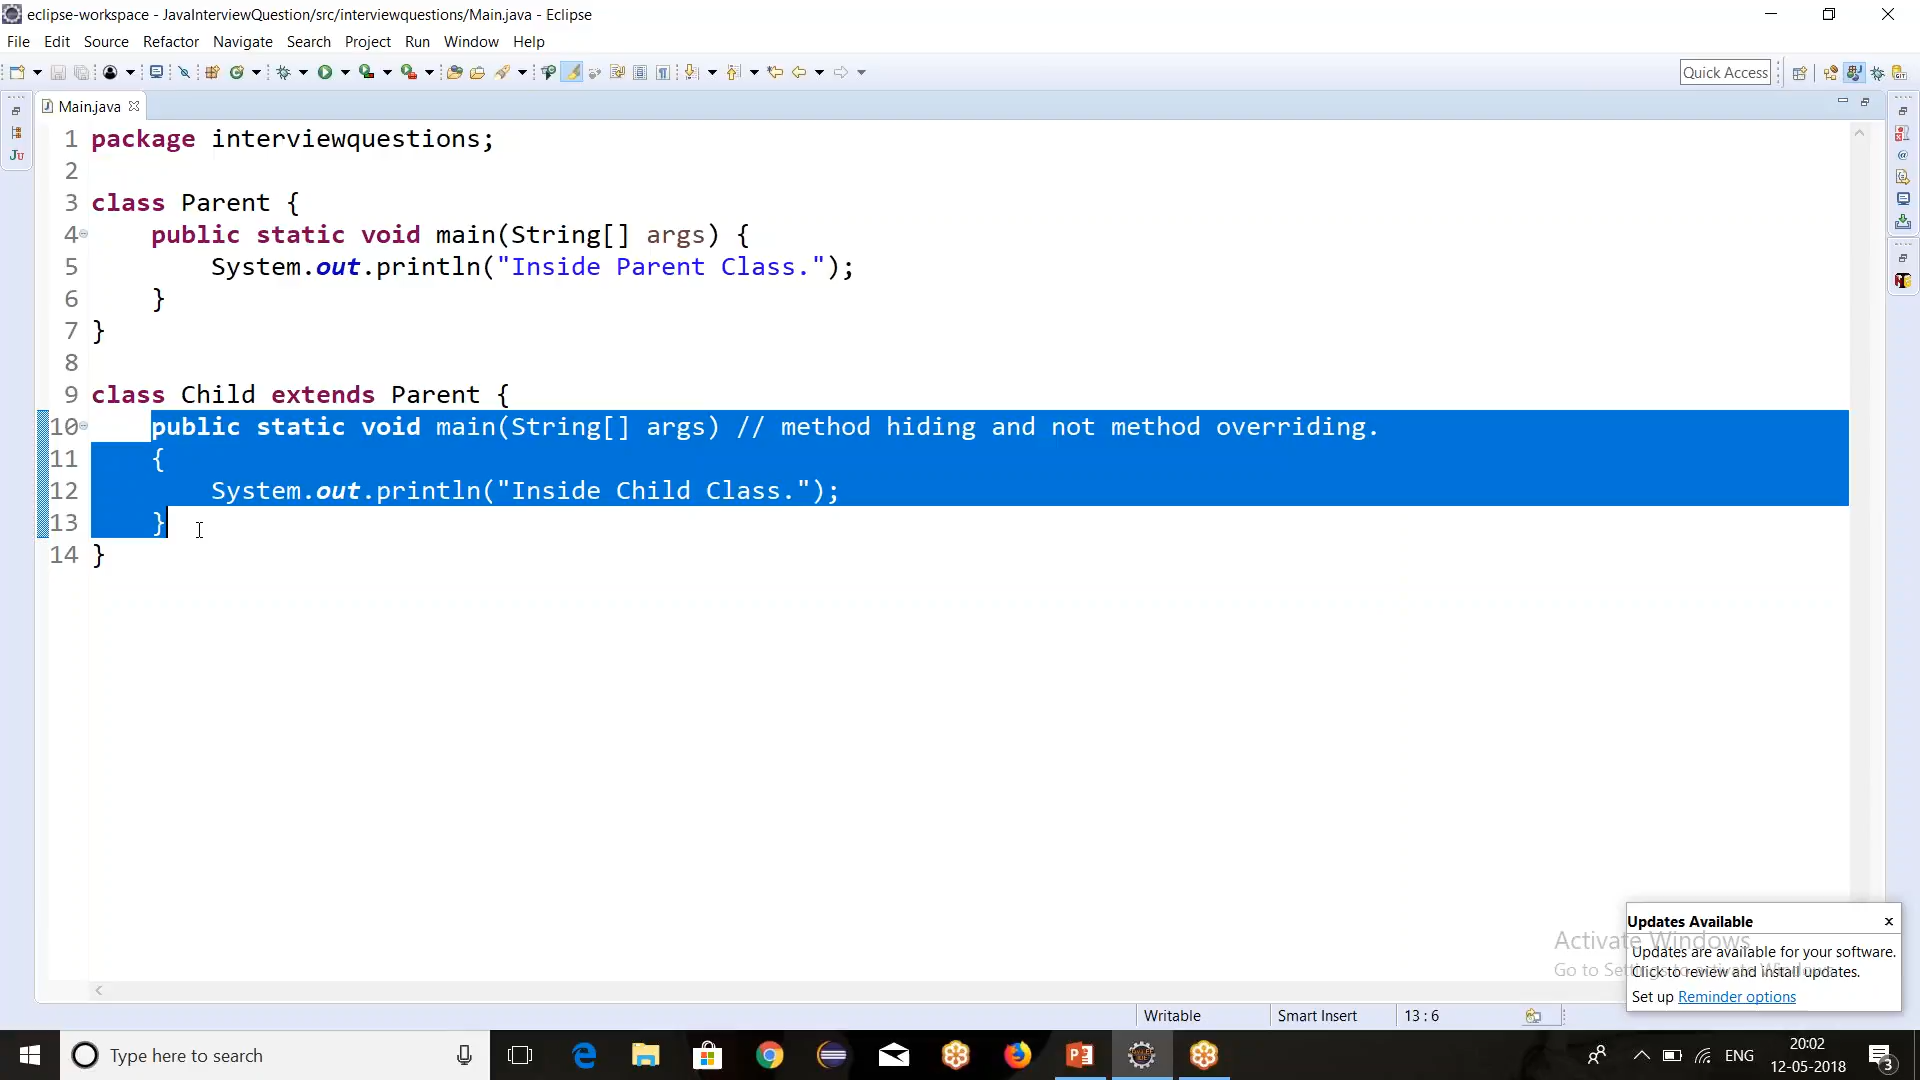 eclipse-workspace - JavaInterviewQuestion/src/interviewquestions/Main.java - Eclipse
File Edit Source Refactor Navigate Search Project Run Window Help
Quick Access
Main.java
1 package interviewquestions;
2
3 class Parent {
4 public static void main(String[] args) {
5 System.out.println("Inside Parent Class.");
6 }
7 }
8
9 class Child extends Parent {
10 public static void main(String[] args) // method hiding and not method overriding.
11 {
12 System.out.println("Inside Child Class.");
13 }
14 }
Updates Available
Activate Windows
Updates are available for your software.
Click to review and install updates.
Set up Reminder options
Writable Smart Insert 13 : 6
Type here to search
ENG
20:02
12-05-2018
3